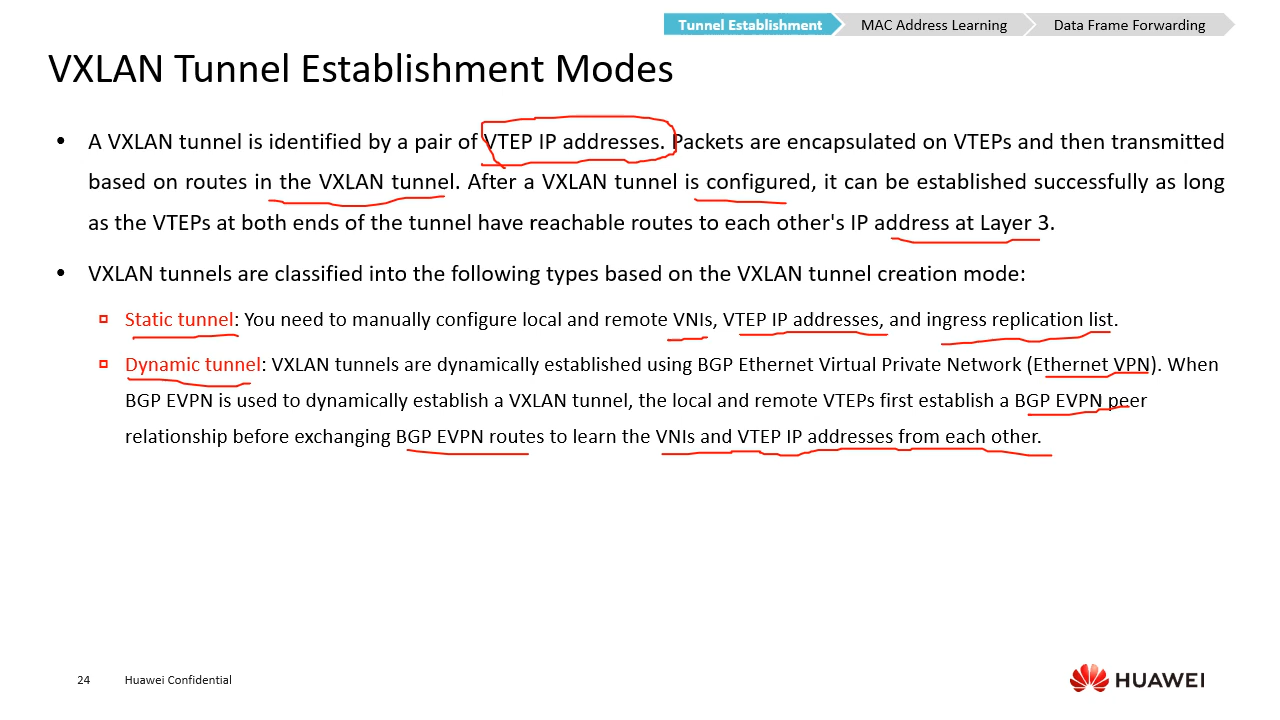 Tunnel Establishment MAC Address Learning Data Frame Forwarding
VXLAN Tunnel Establishment Modes
• A VXLAN tunnel is identified by a pair of VTEP IP addresses. Packets are encapsulated on VTEPs and then transmitted
based on routes in the VXLAN tunnel. After a VXLAN tunnel is configured, it can be established successfully as long
as the VTEPs at both ends of the tunnel have reachable routes to each other's IP address at Layer 3.
• VXLAN tunnels are classified into the following types based on the VXLAN tunnel creation mode:
Static tunnel: You need to manually configure local and remote VNIs, VTEP IP addresses, and ingress replication list.
Dynamic tunnel: VXLAN tunnels are dynamically established using BGP Ethernet Virtual Private Network (Ethernet VPN). When
BGP EVPN is used to dynamically establish a VXLAN tunnel, the local and remote VTEPs first establish a BGP EVPN peer
relationship before exchanging BGP EVPN routes to learn the VNIs and VTEP IP addresses from each other.
24 Huawei Confidential
HUAWEI